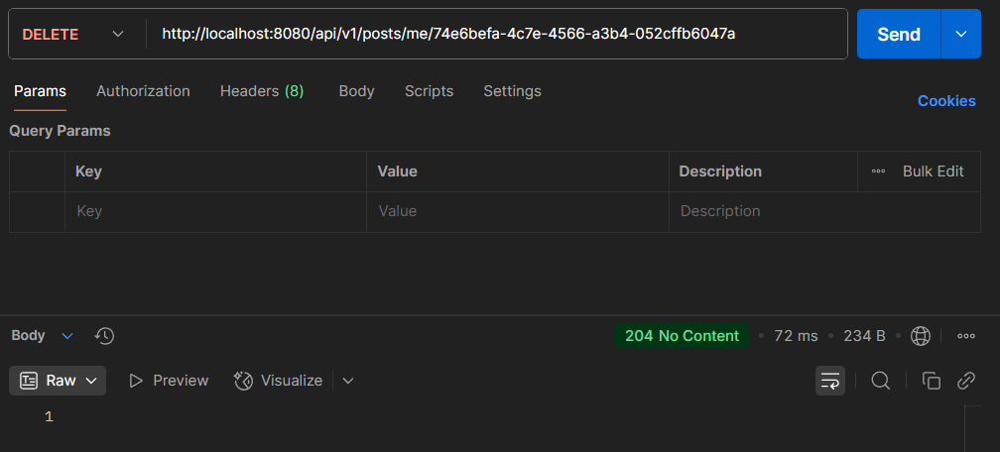 DELETE http://localhost:8080/api/v1/posts/me/74e6befa-4c7e-4566-a3b4-052cffb6047a Send
Params Authorization Headers (8) Body Scripts Settings Cookies
Query Params
Key Value Description Bulk Edit
Key Value Description
Body 204 No Content • 72 ms • 234 B •
Raw Preview Visualize
1